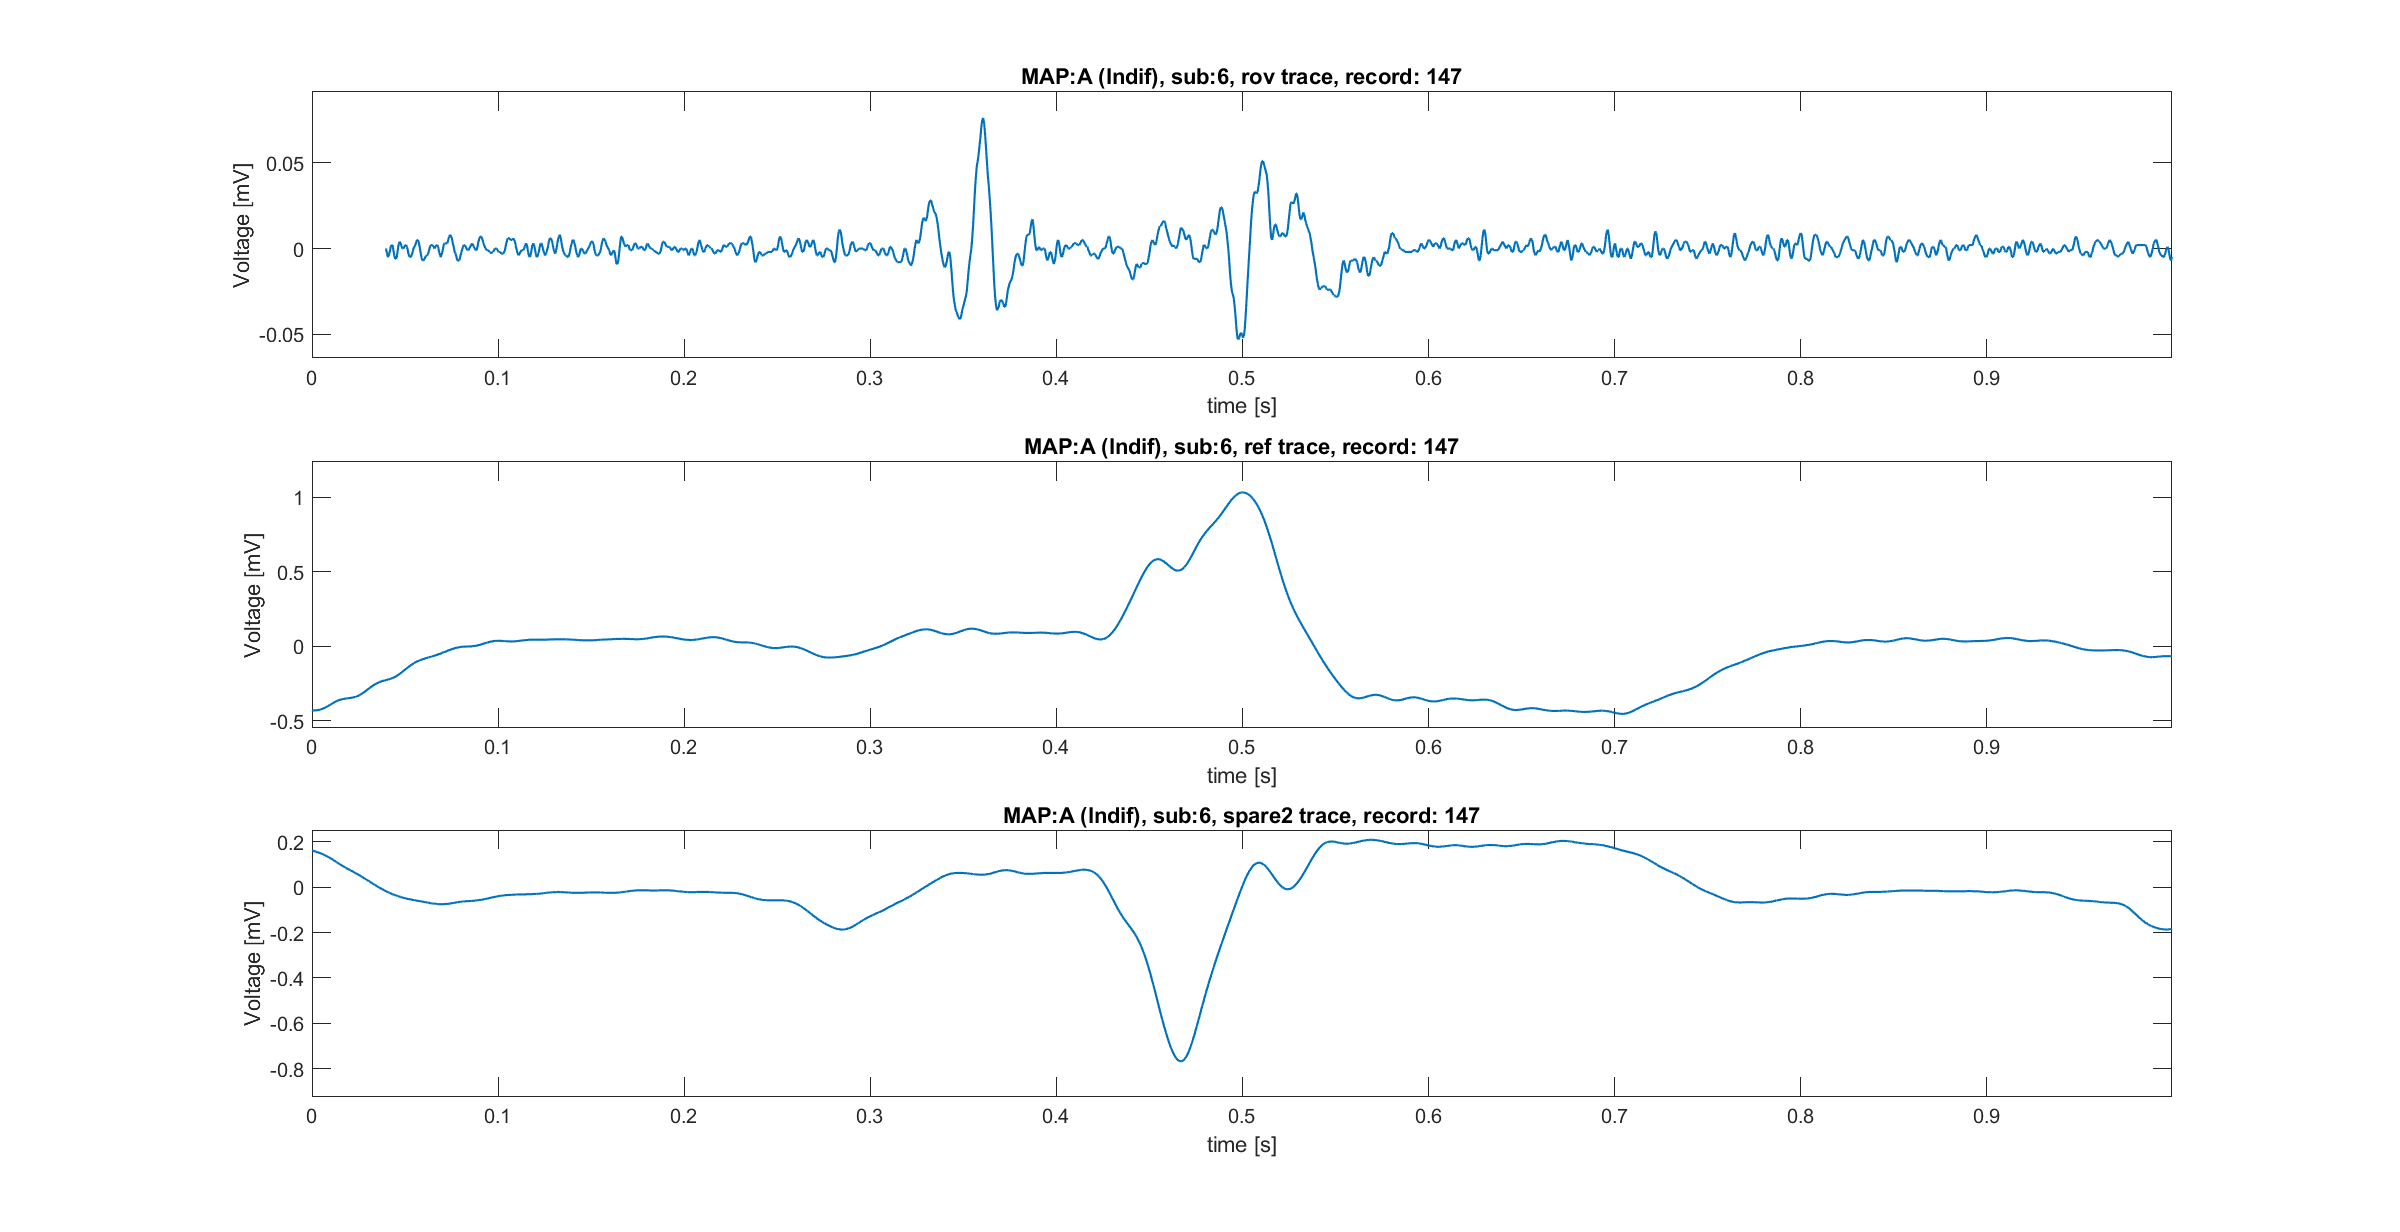 MAP:A (Indif), sub:6, rov trace, record: 147
Voltage [mV]
0.05
0
-0.05
0 0.1 0.2 0.3 0.4 0.5 0.6 0.7 0.8 0.9
time [s]
MAP:A (Indif), sub:6, ref trace, record: 147
Voltage [mV]
1
0.5
0
-0.5
0 0.1 0.2 0.3 0.4 0.5 0.6 0.7 0.8 0.9
time [s]
MAP:A (Indif), sub:6, spare2 trace, record: 147
Voltage [mV]
0.2
0
-0.2
-0.4
-0.6
-0.8
0 0.1 0.2 0.3 0.4 0.5 0.6 0.7 0.8 0.9
time [s]